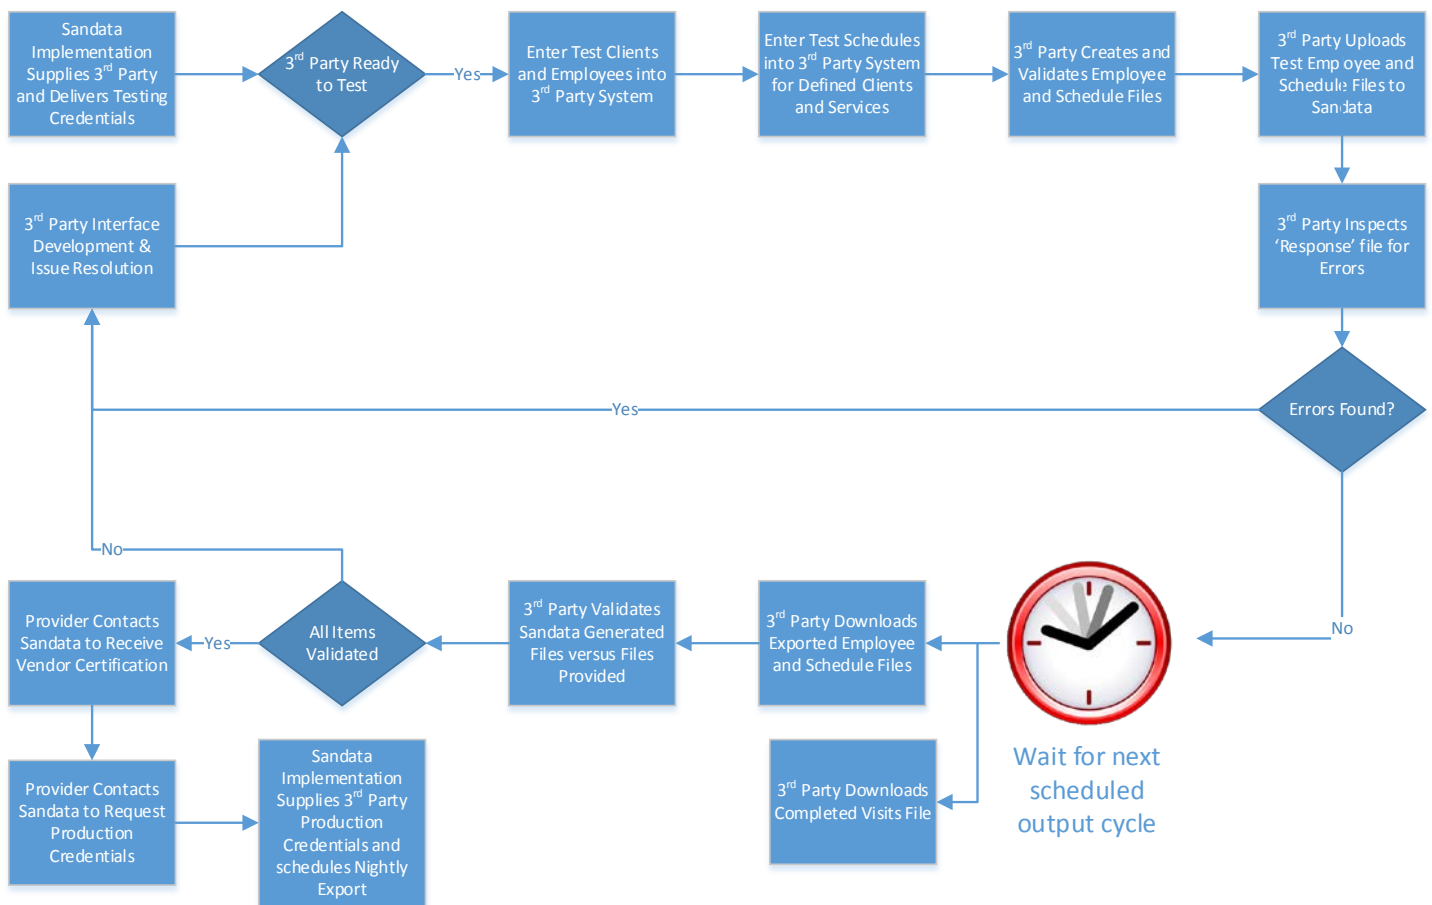 Sandata
Implementation
Supplies 3rd Party
and Delivers Testing
Credentials
3rd Party Ready
to Test
Yes
Enter Test Clients
and Employees into
3rd Party System
Enter Test Schedules
into 3rd Party System
for Defined Clients
and Services
3rd Party Creates and
Validates Employee
and Schedule Files
3rd Party Uploads
Test Employee and
Schedule Files to
Sandata
3rd Party Interface
Development &
Issue Resolution
3rd Party Inspects
‘Response’ file for
Errors
Errors Found?
Yes
No
Wait for next
scheduled
output cycle
3rd Party Downloads
Exported Employee
and Schedule Files
3rd Party Downloads
Completed Visits File
3rd Party Validates
Sandata Generated
Files versus Files
Provided
All Items
Validated
No
Yes
Provider Contacts
Sandata to Receive
Vendor Certification
Provider Contacts
Sandata to Request
Production
Credentials
Sandata
Implementation
Supplies 3rd Party
Production
Credentials and
schedules Nightly
Export